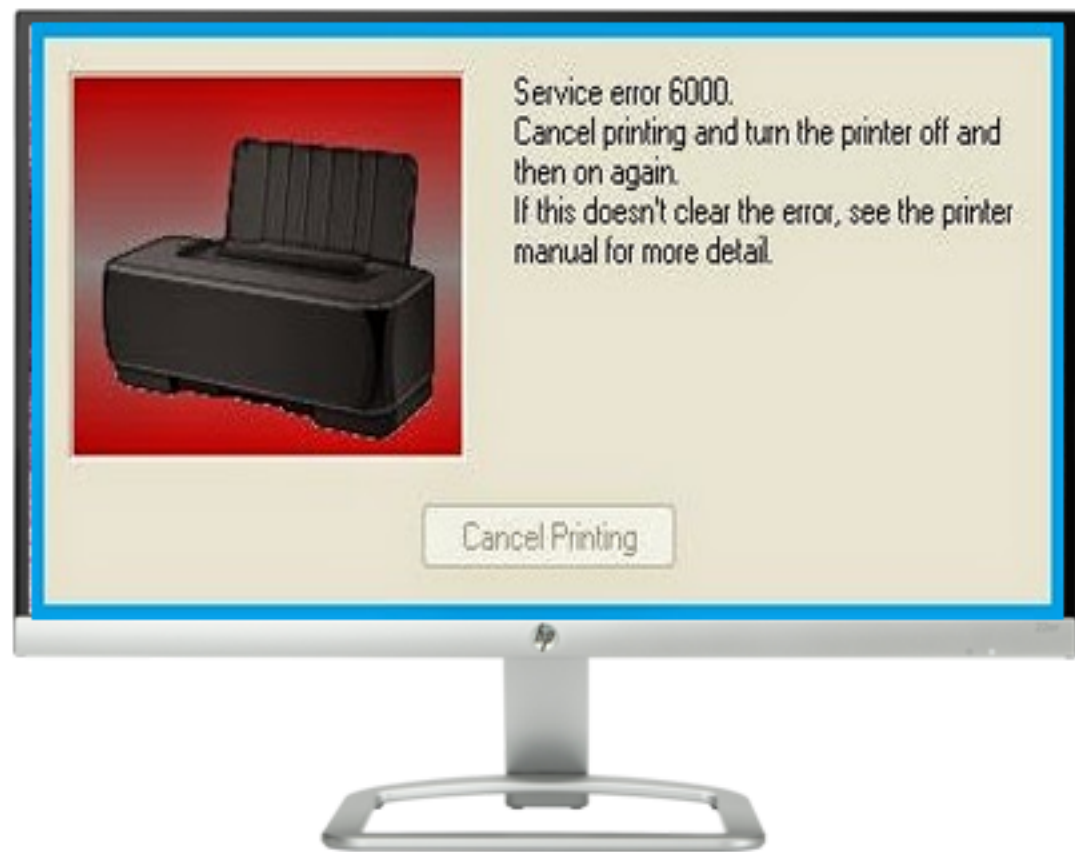 Service error 6000.
Cancel printing and turn the printer off and
then on again.
If this doesn't clear the error, see the printer
manual for more detail.
Cancel Printing
hp